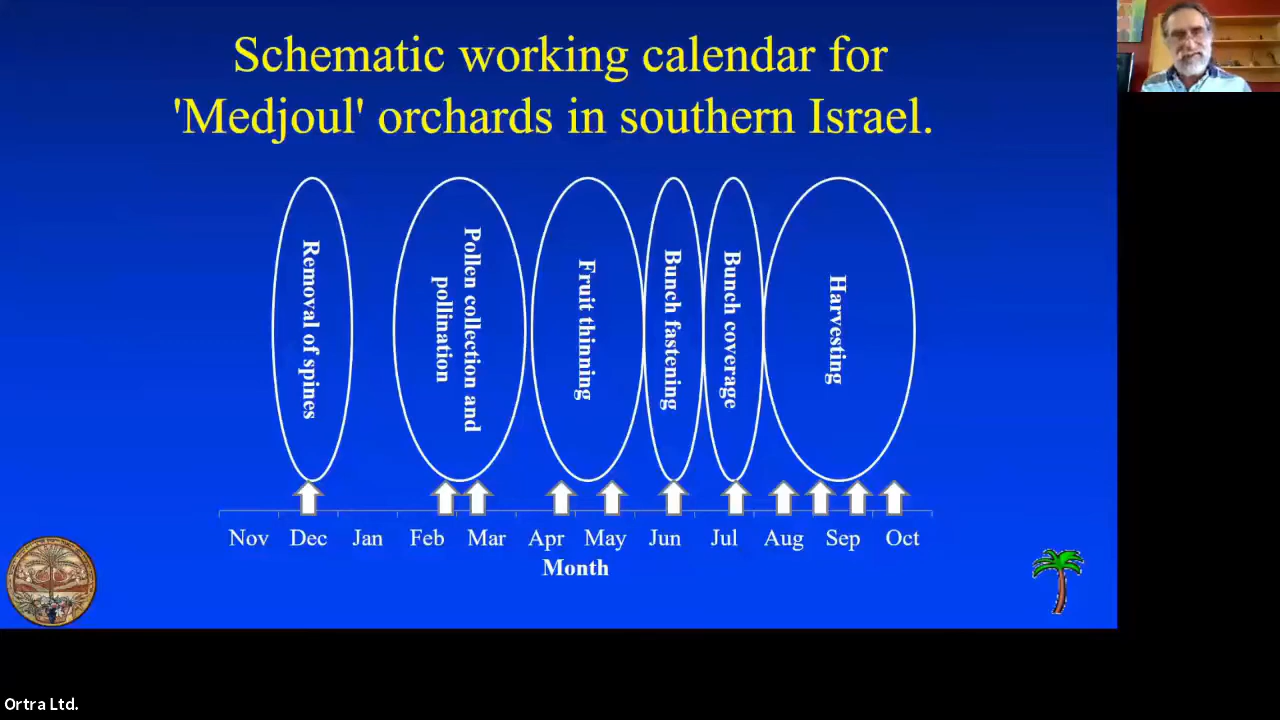 Schematic working calendar for
'Medjoul' orchards in southern Israel.
Removal of spines
Pollen collection and
pollination
Fruit thinning
Bunch fastening
Bunch coverage
Harvesting
Nov Dec Jan Feb Mar Apr May Jun Jul Aug Sep Oct
Month
Ortra Ltd.